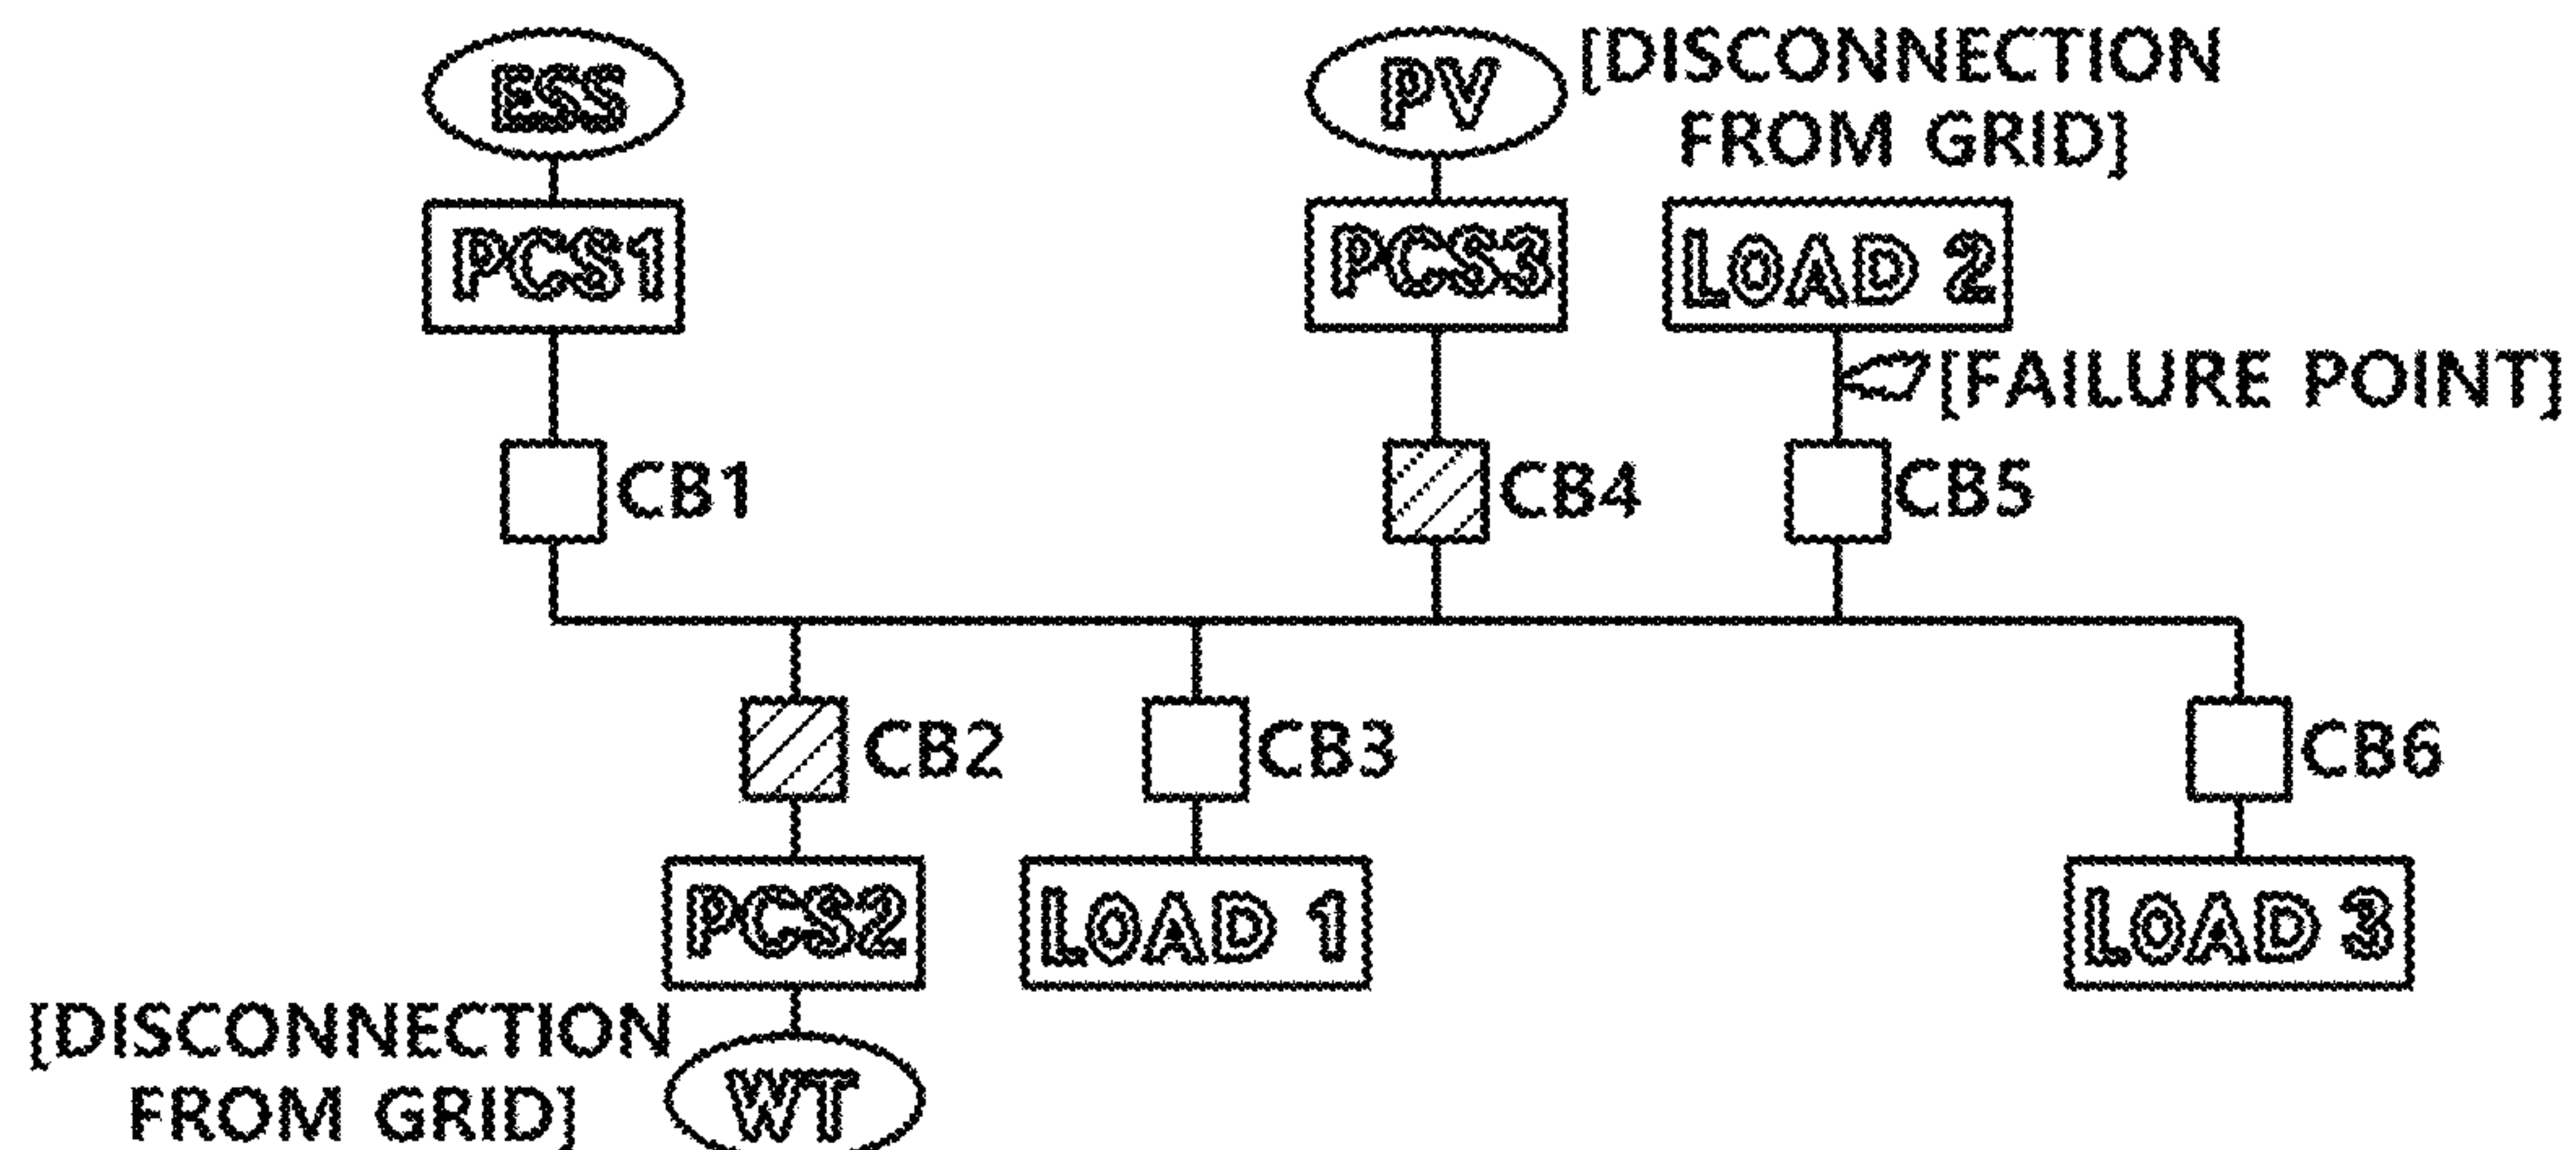 ESS
PV
[DISCONNECTION
FROM GRID]
PCS1
PCS3
LOAD 2
[FAILURE POINT]
CB1
CB4
CB5
CB2
CB3
CB6
PCS2
LOAD 1
LOAD 3
[DISCONNECTION
FROM GRID]
WT